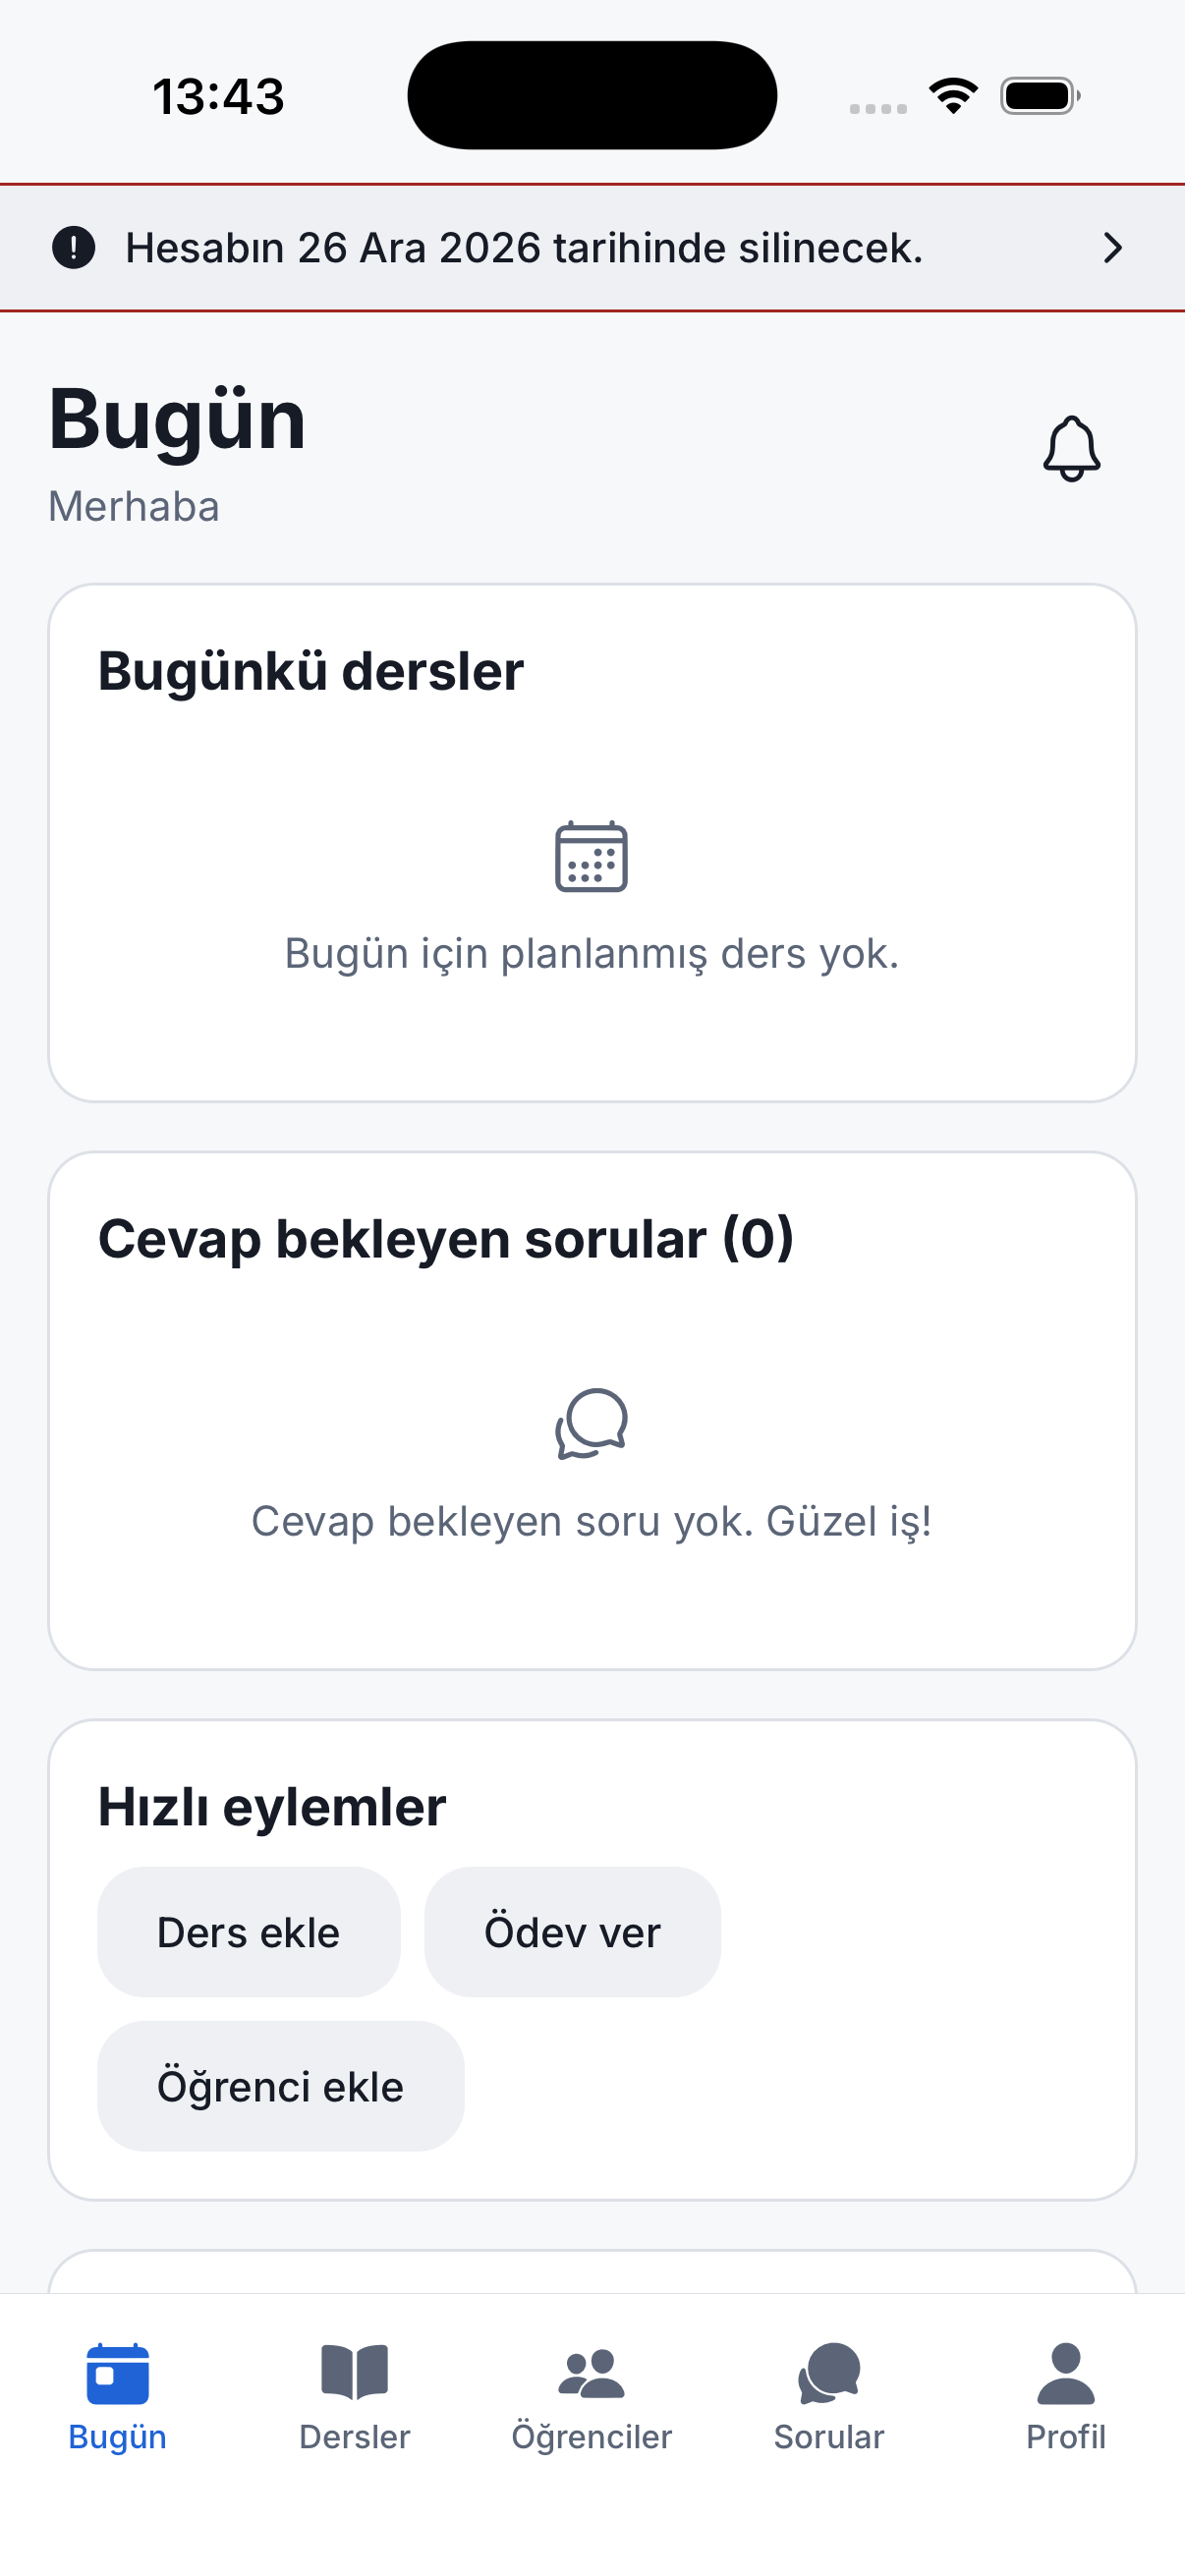 13:43
Hesabın 26 Ara 2026 tarihinde silinecek.
Bugün
Merhaba
Bugünkü dersler
Bugün için planlanmış ders yok.
Cevap bekleyen sorular (0)
Cevap bekleyen soru yok. Güzel iş!
Hızlı eylemler
Ders ekle
Ödev ver
Öğrenci ekle
Bugün
Dersler
Öğrenciler
Sorular
Profil